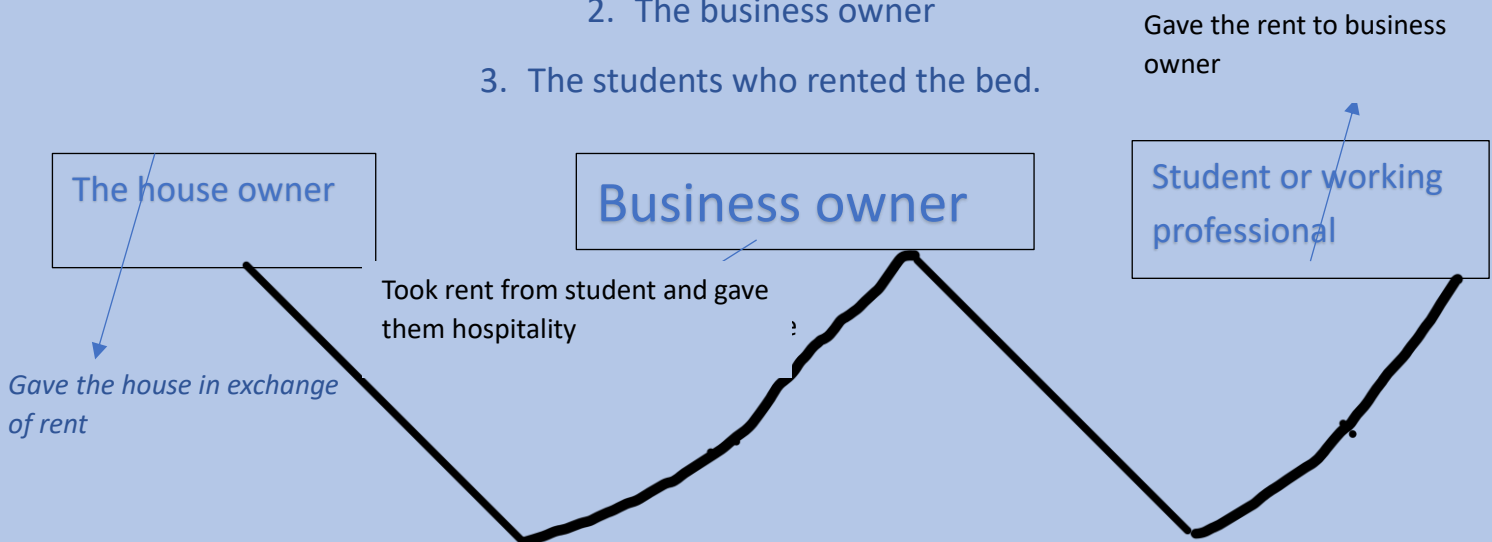 2. The business owner
Gave the rent to business
owner
3. The students who rented the bed.
The house owner
Business owner
Student or working
professional
Took rent from student and gave
them hospitality
Gave the house in exchange
of rent